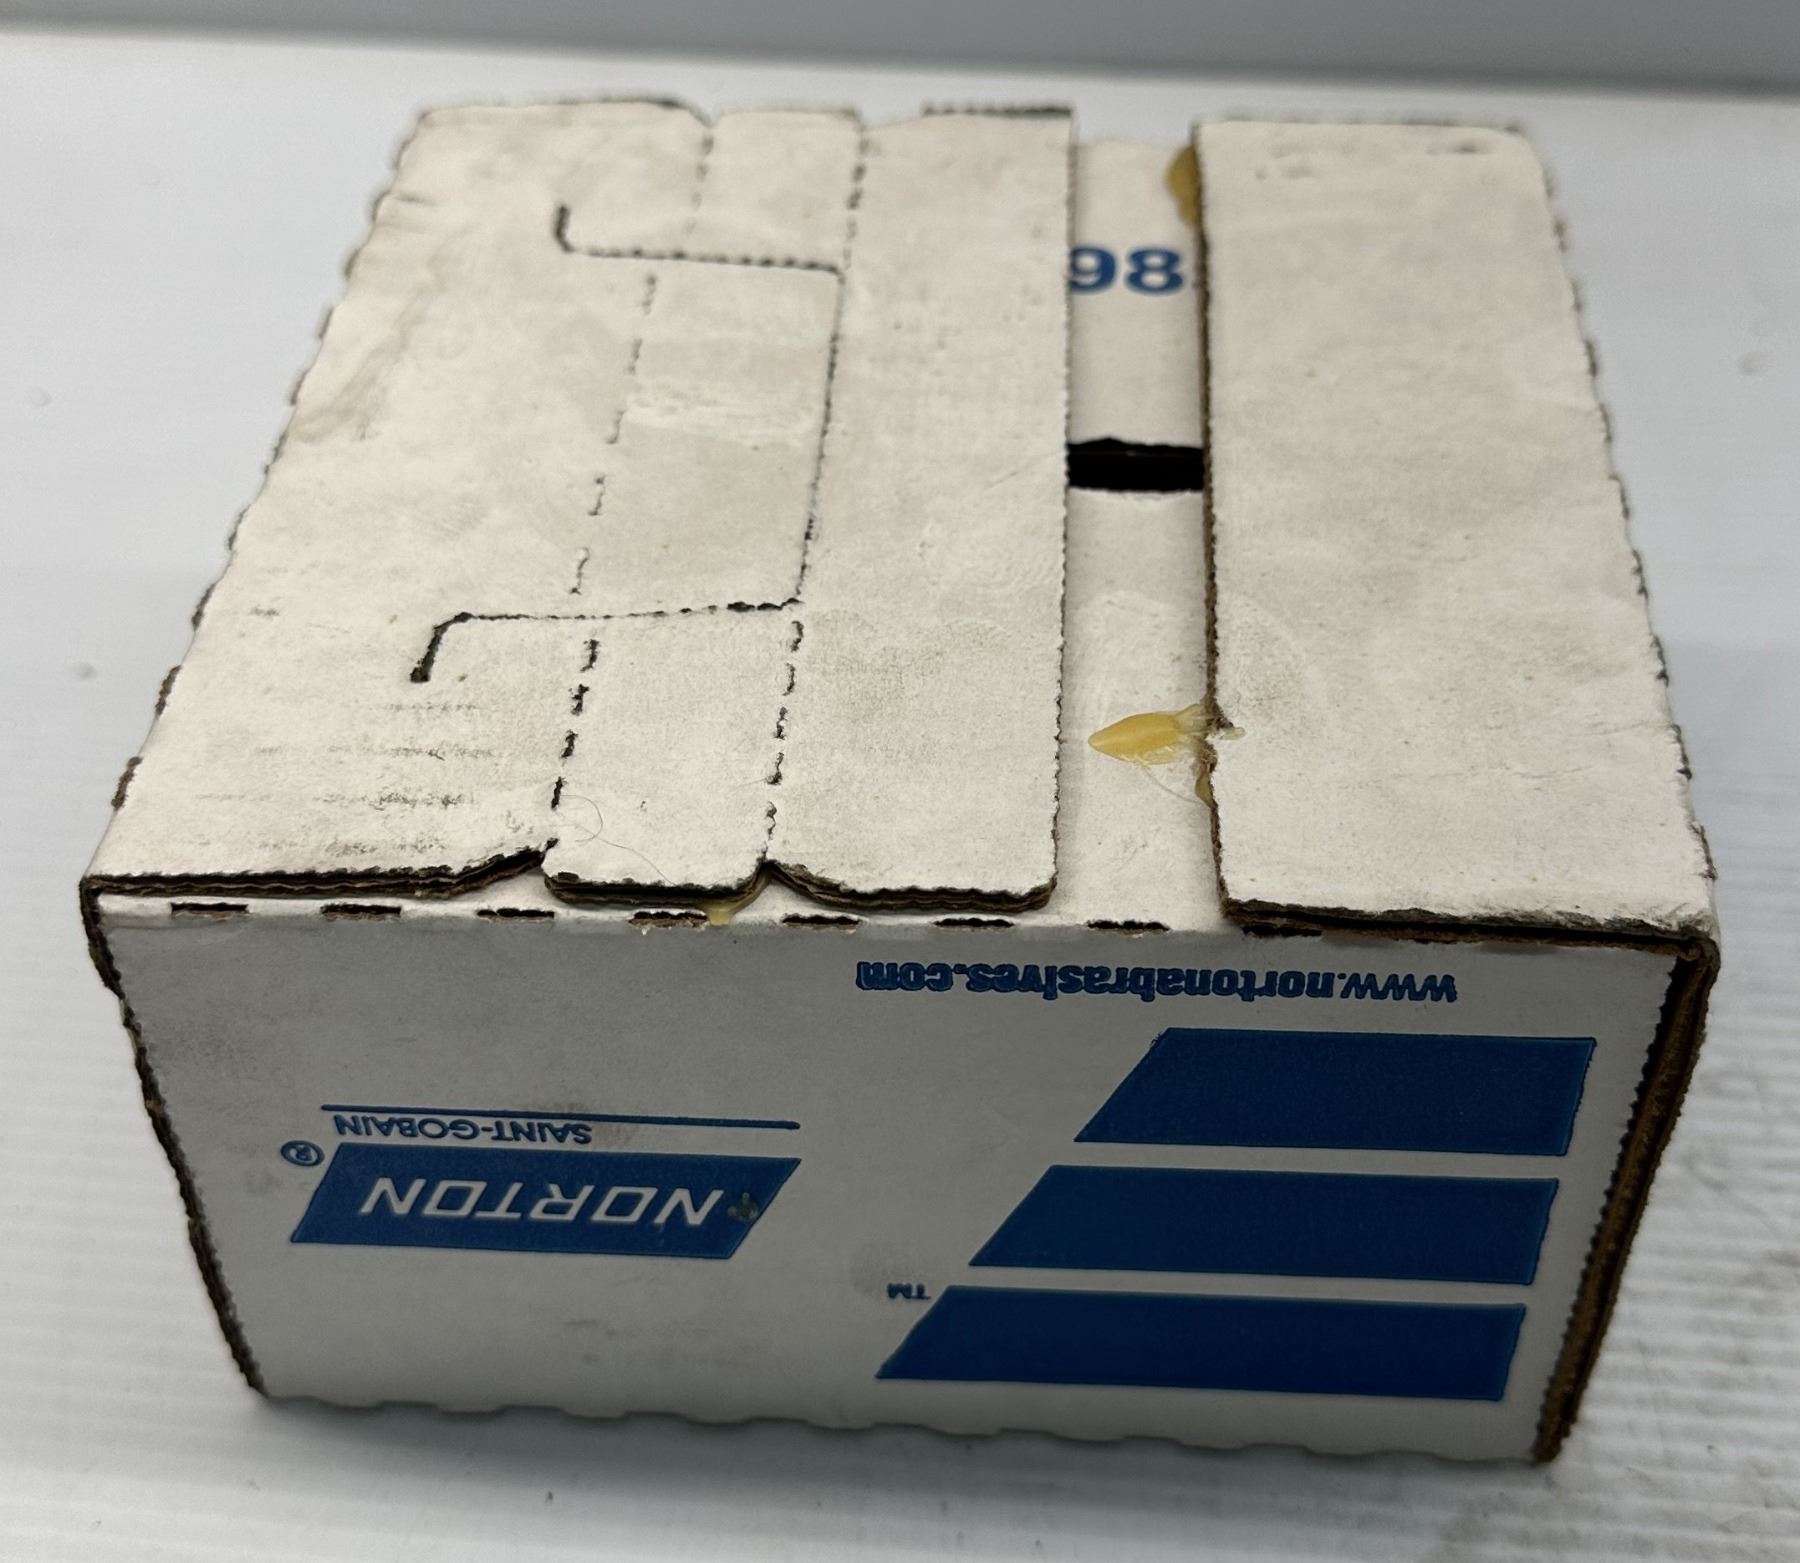 98
TM
NORTON ®
SAINT-GOBAIN
www.nortonabrasives.com